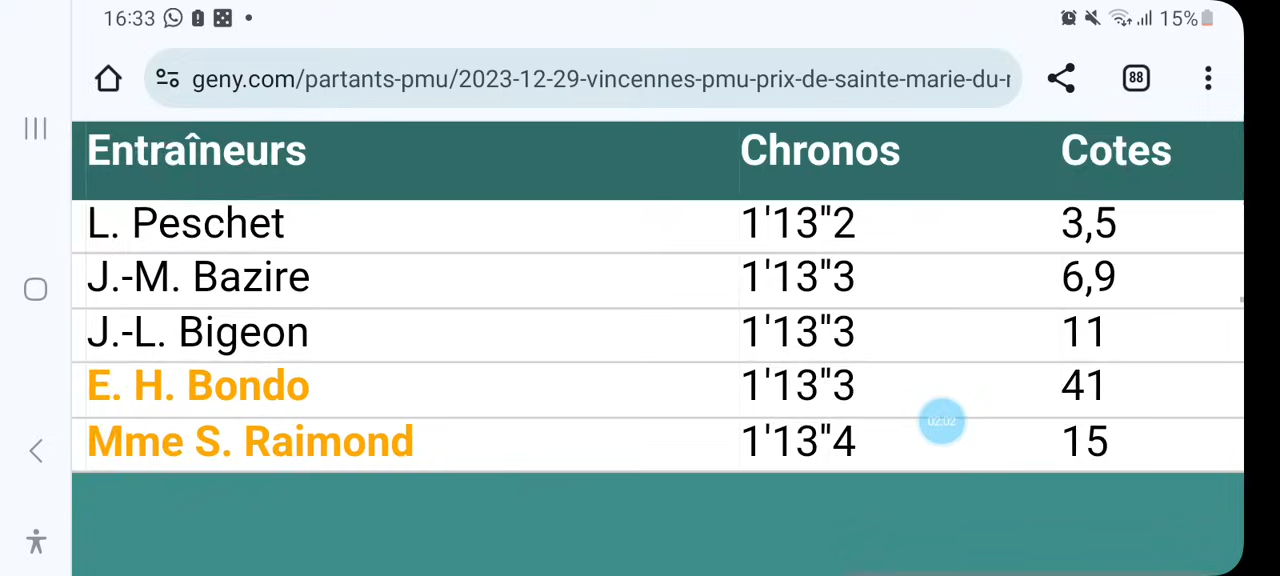 16:33 15%
geny.com/partants-pmu/2023-12-29-vincennes-pmu-prix-de-sainte-marie-du-r 88
Entraîneurs Chronos Cotes
L. Peschet 1'13"2 3,5
J.-M. Bazire 1'13"3 6,9
J.-L. Bigeon 1'13"3 11
E. H. Bondo 1'13"3 41
02:02
Mme S. Raimond 1'13"4 15